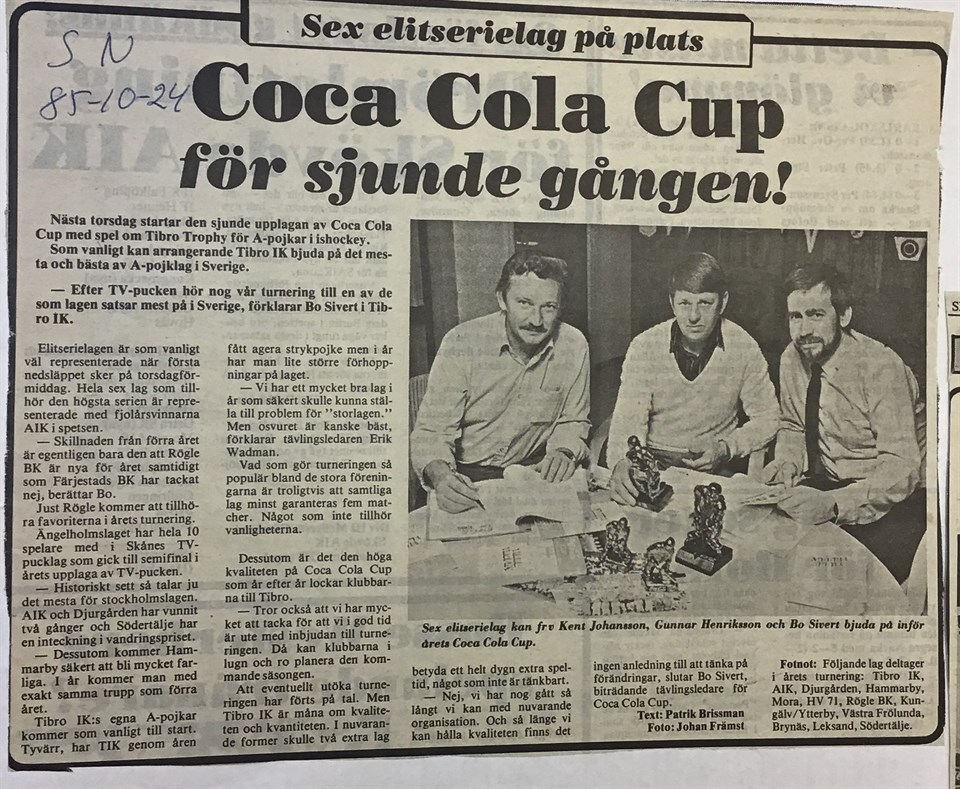 S N
85-10-24
Sex elitserielag på plats
Coca Cola Cup
för sjunde gången!
Nästa torsdag startar den sjunde upplagan av Coca Cola
Cup med spel om Tibro Trophy för A-pojkar i ishockey.
Som vanligt kan arrangerande Tibro IK bjuda på det mes-
ta och bästa av A-pojklag i Sverige.
— Efter TV-pucken hör nog vår turnering till en av de
som lagen satsar mest på i Sverige, förklarar Bo Sivert i Tib-
ro IK.
Elitserielagen är som vanligt
väl representerade när första
nedsläppet sker på torsdagför-
middag. Hela sex lag som till-
hör den högsta serien är repre-
senterade med fjolårsvinnarna
AIK i spetsen.
— Skillnaden från förra året
är egentligen bara den att Rögle
BK är nya för året samtidigt
som Färjestads BK har tackat
nej, berättar Bo.
Just Rögle kommer att tillhö-
ra favoriterna i årets turnering.
Ängelholmslaget har hela 10
spelare med i Skånes TV-
pucklag som gick till semifinal i
årets upplaga av TV-pucken.
— Historiskt sett så talar ju
det mesta för stockholmslagen.
AIK och Djurgården har vunnit
två gånger och Södertälje har
en inteckning i vandringspriset.
— Dessutom kommer Ham-
marby säkert att bli mycket far-
liga. I år kommer man med
exakt samma trupp som förra
året.
Tibro IK:s egna A-pojkar
kommer som vanligt till start.
Tyvärr, har TIK genom åren
fått agera strykpojke men i år
har man lite större förhopp-
ningar på laget.
— Vi har ett mycket bra lag i
år som säkert skulle kunna stäl-
la till problem för "storlagen."
Men osvuret är kanske bäst,
förklarar tävlingsledaren Erik
Wadman.
Vad som gör turneringen så
populär bland de stora förenin-
garna är troligtvis att samtliga
lag minst garanteras fem mat-
cher. Något som inte tillhör
vanligheterna.
Dessutom är det den höga
kvaliteten på Coca Cola Cup
som år efter år lockar klubbar-
na till Tibro.
— Tror också att vi har myc-
ket att tacka för att vi i god tid
är ute med inbjudan till turne-
ringen. Då kan klubbarna i
lugn och ro planera den kom-
mande säsongen.
Att eventuellt utöka turne-
ringen har förts på tal. Men
Tibro IK är måna om kvalite-
ten och kvantiteten. I nuvaran-
de former skulle två extra lag
Sex elitserielag kan frv Kent Johansson, Gunnar Henriksson och Bo Sivert bjuda på inför
årets Coca Cola Cup.
betyda ett helt dygn extra spel-
tid, något som inte är tänkbart.
— Nej, vi har nog gått så
långt vi kan med nuvarande
organisation. Och så länge vi
kan hålla kvaliteten finns det
ingen anledning till att tänka på
förändringar, slutar Bo Sivert,
biträdande tävlingsledare för
Coca Cola Cup.
Text: Patrik Brissman
Foto: Johan Främst
Fotnot: Följande lag deltager
i årets turnering: Tibro IK,
AIK, Djurgården, Hammarby,
Mora, HV 71, Rögle BK, Kun-
gälv/Ytterby, Västra Frölunda,
Brynäs, Leksand, Södertälje.